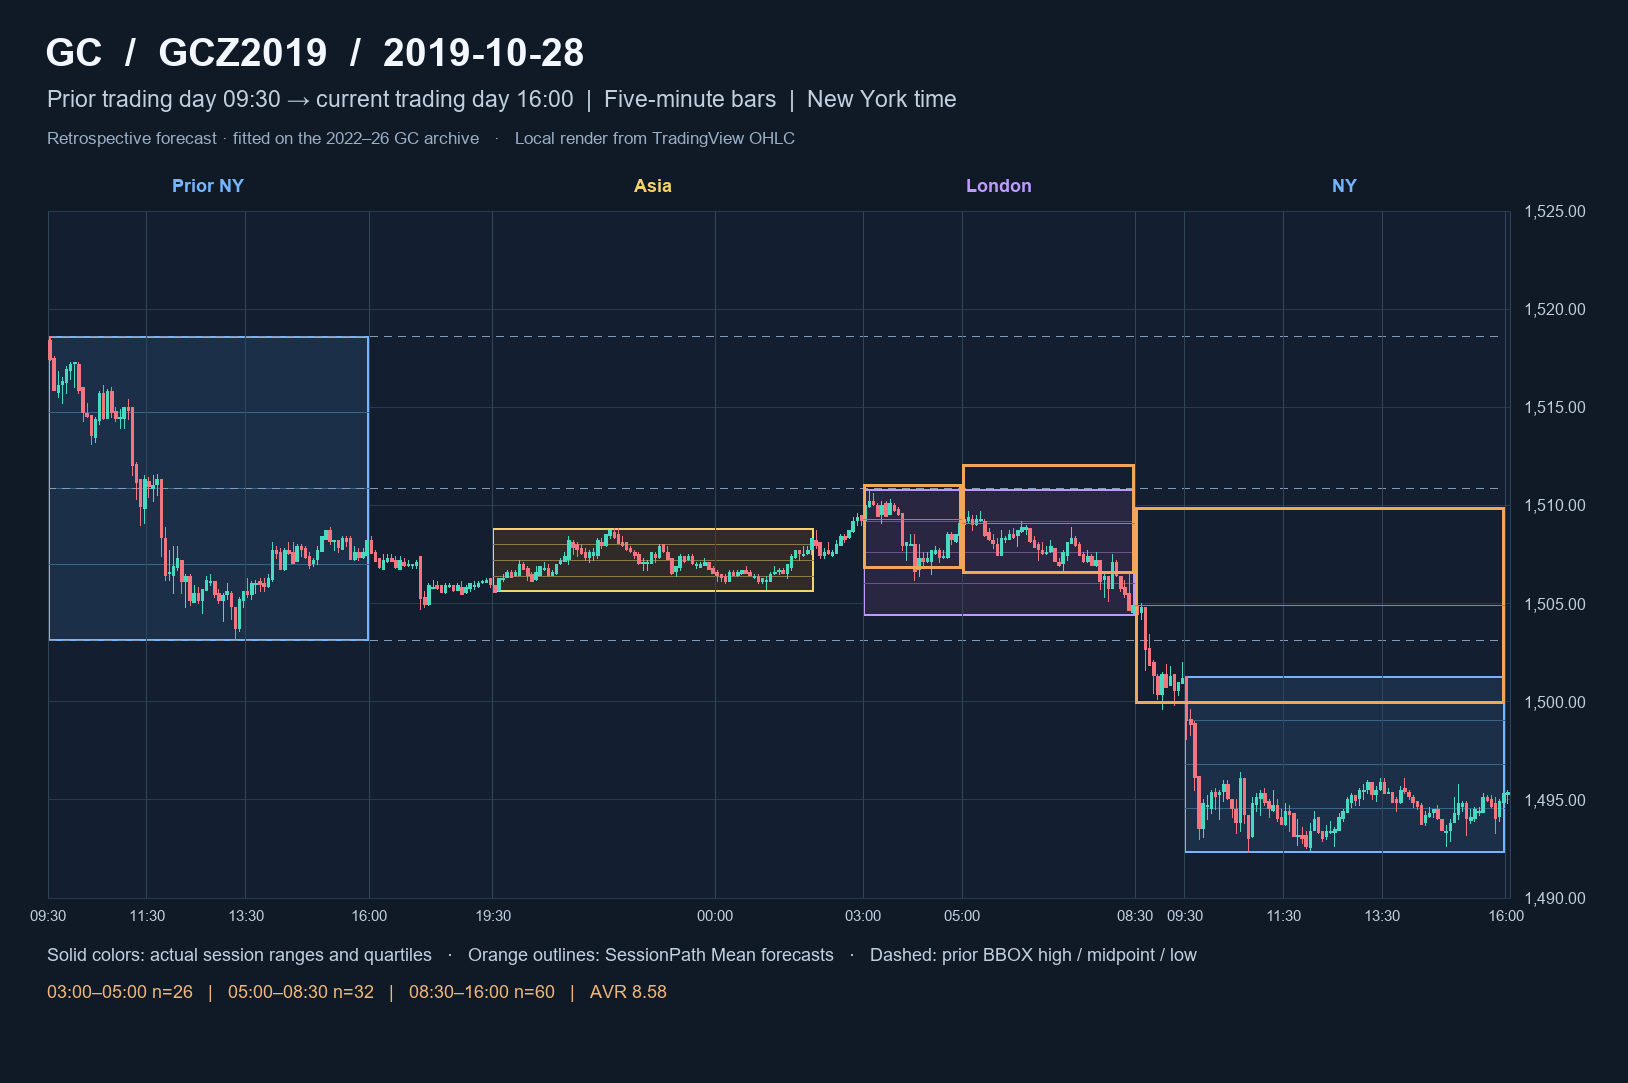 GC / GCZ2019 / 2019-10-28
Prior trading day 09:30 → current trading day 16:00 | Five-minute bars | New York time
Retrospective forecast · fitted on the 2022–26 GC archive · Local render from TradingView OHLC
Prior NY Asia London NY
1,525.00
1,520.00
1,515.00
1,510.00
1,505.00
1,500.00
1,495.00
1,490.00
09:30 11:30 13:30 16:00 19:30 00:00 03:00 05:00 08:30 09:30 11:30 13:30 16:00
Solid colors: actual session ranges and quartiles · Orange outlines: SessionPath Mean forecasts · Dashed: prior BBOX high / midpoint / low
03:00–05:00 n=26 | 05:00–08:30 n=32 | 08:30–16:00 n=60 | AVR 8.58